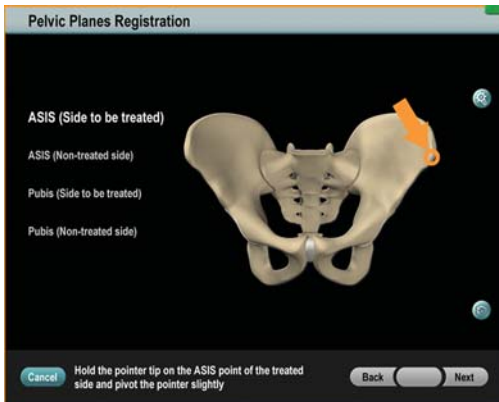 Pelvic Planes Registration
ASIS (Side to be treated)
ASIS (Non-treated side)
Pubis (Side to be treated)
Pubis (Non-treated side)
Cancel
Hold the pointer tip on the ASIS point of the treated
side and pivot the pointer slightly
Back
Next